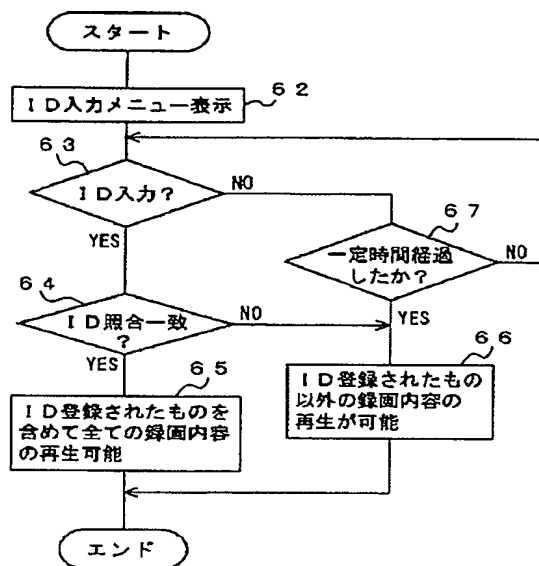 スタート
ID入力メニュー表示
62
63
ID入力?
NO
67
YES
一定時間経過
したか?
NO
64
ID照合一致
?
NO
YES
YES
65
66
ID登録されたものを
含めて全ての録画内容
の再生可能
ID登録されたもの
以外の録画内容の
再生が可能
エンド